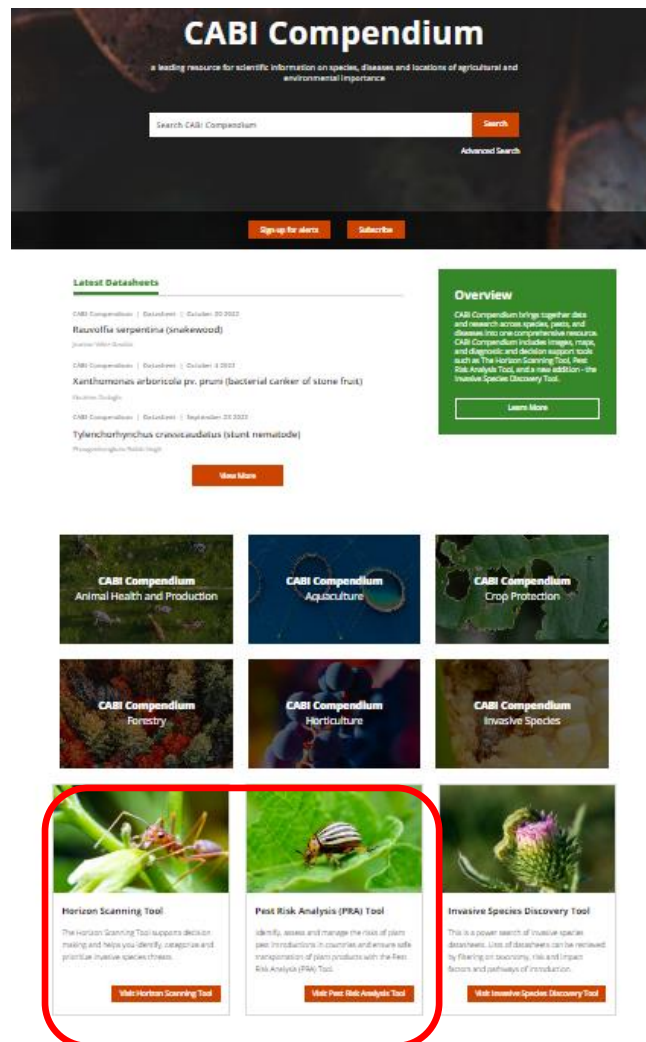 CABI Compendium
a leading resource for scientific information on species, diseases and locations of agricultural and
environmental importance
Search CABI Compendium
Search
Advanced Search
Sign-up for alerts
Subscribe
Latest Datasheets
CABI Compendium | Datasheet | October 20 2022
Rauvolfia serpentina (snakewood)
CABI Compendium | Datasheet | October 4 2022
Xanthomonas arboricola pv. pruni (bacterial canker of stone fruit)
CABI Compendium | Datasheet | September 23 2022
Tylenchorhynchus crassicaudatus (stunt nematode)
View More
Overview
CABI Compendium brings together data
and research across species, pests, and
diseases into one comprehensive resource.
CABI Compendium includes images, maps,
and diagnostic and decision support tools
such as The Horizon Scanning Tool, Pest
Risk Analysis Tool, and a new addition - the
Invasive Species Discovery Tool.
Learn More
CABI Compendium
Animal Health and Production
CABI Compendium
Aquaculture
CABI Compendium
Crop Protection
CABI Compendium
Forestry
CABI Compendium
Horticulture
CABI Compendium
Invasive Species
Horizon Scanning Tool
The Horizon Scanning Tool supports decision
making and helps you identify, categorize and
prioritize invasive species threats.
Visit Horizon Scanning Tool
Pest Risk Analysis (PRA) Tool
Identify, assess and manage the risks of plant
pest introductions in countries and ensure safe
transportation of plant products with the Pest
Risk Analysis (PRA) Tool.
Visit Pest Risk Analysis Tool
Invasive Species Discovery Tool
This is a power search of invasive species
datasheets. Lists of datasheets can be retrieved
by filtering on taxonomy, risk and impact
factors and pathways of introduction.
Visit Invasive Species Discovery Tool